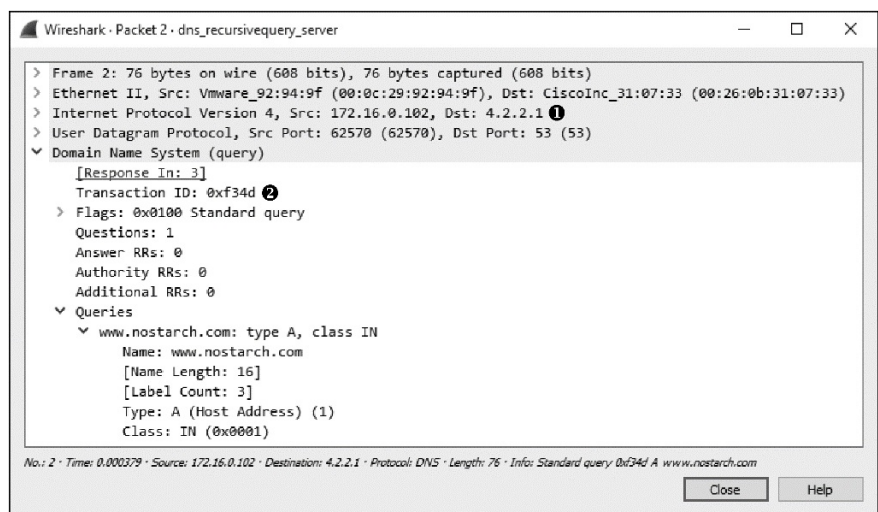 Wireshark · Packet 2 · dns_recursivequery_server
> Frame 2: 76 bytes on wire (608 bits), 76 bytes captured (608 bits)
> Ethernet II, Src: Vmware_92:94:9f (00:0c:29:92:94:9f), Dst: CiscoInc_31:07:33 (00:26:0b:31:07:33)
> Internet Protocol Version 4, Src: 172.16.0.102, Dst: 4.2.2.1 ❶
> User Datagram Protocol, Src Port: 62570 (62570), Dst Port: 53 (53)
Domain Name System (query)
[Response In: 3]
Transaction ID: 0xf34d ❷
> Flags: 0x0100 Standard query
Questions: 1
Answer RRs: 0
Authority RRs: 0
Additional RRs: 0
Queries
www.nostarch.com: type A, class IN
Name: www.nostarch.com
[Name Length: 16]
[Label Count: 3]
Type: A (Host Address) (1)
Class: IN (0x0001)
No.: 2 · Time: 0.000379 · Source: 172.16.0.102 · Destination: 4.2.2.1 · Protocol: DNS · Length: 76 · Info: Standard query 0xf34d A www.nostarch.com
Close Help